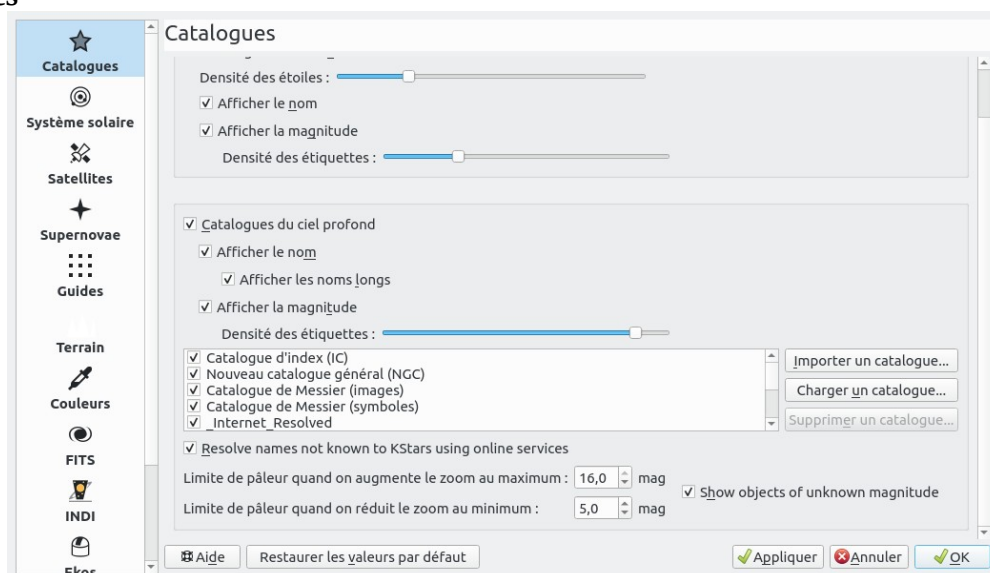 Catalogues
Catalogues
Système solaire
Satellites
Supernovae
Guides
Terrain
Couleurs
FITS
INDI
Ekos
Densité des étoiles :
Afficher le nom
Afficher la magnitude
Densité des étiquettes :
Catalogues du ciel profond
Afficher le nom
Afficher les noms longs
Afficher la magnitude
Densité des étiquettes :
Catalogue d'index (IC)
Nouveau catalogue général (NGC)
Catalogue de Messier (images)
Catalogue de Messier (symboles)
_Internet_Resolved
Importer un catalogue...
Charger un catalogue...
Supprimer un catalogue...
Resolve names not known to KStars using online services
Limite de pâleur quand on augmente le zoom au maximum : 16,0 mag
Limite de pâleur quand on réduit le zoom au minimum : 5,0 mag
Show objects of unknown magnitude
Aide
Restaurer les valeurs par défaut
Appliquer
Annuler
OK